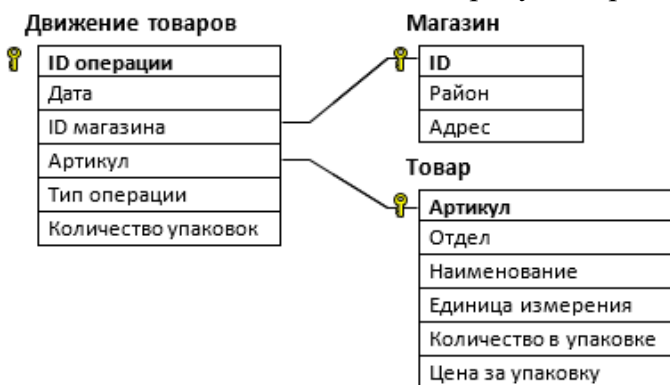 Движение товаров
ID операции
Дата
ID магазина
Артикул
Тип операции
Количество упаковок
Магазин
ID
Район
Адрес
Товар
Артикул
Отдел
Наименование
Единица измерения
Количество в упаковке
Цена за упаковку